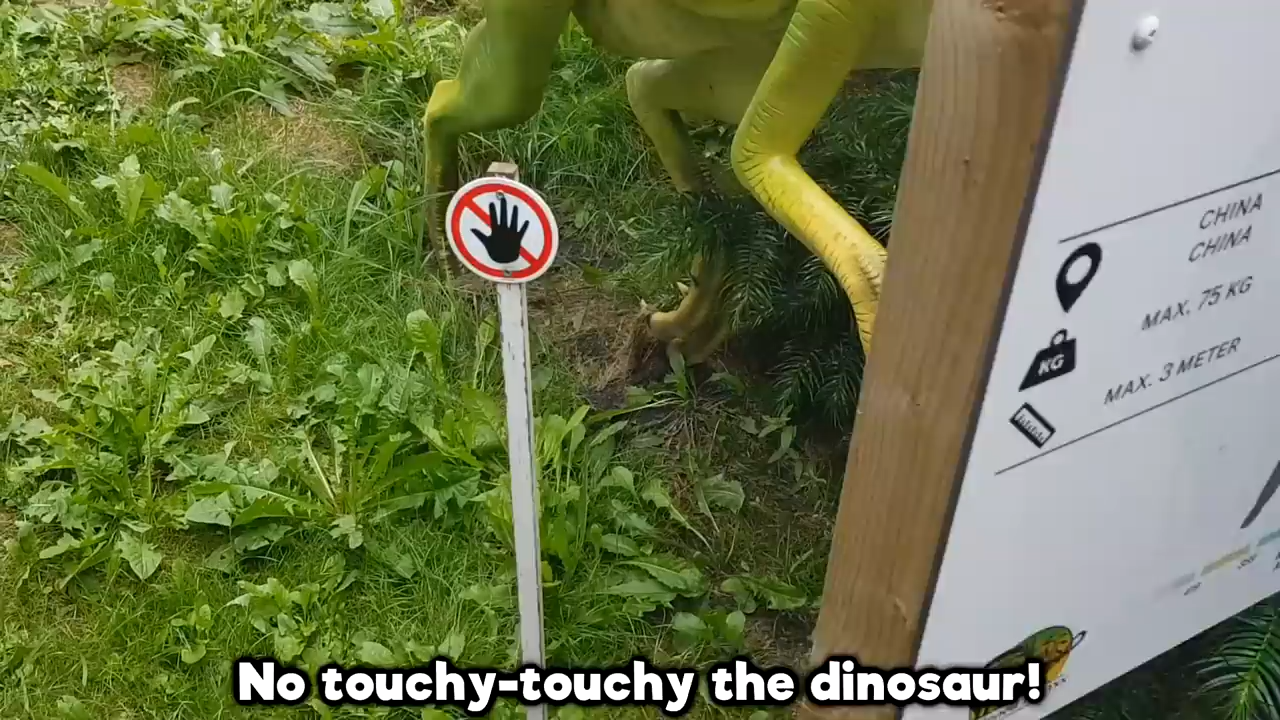 CHINA
CHINA
MAX. 75 KG
KG
MAX. 3 METER
No touchy-touchy the dinosaur!